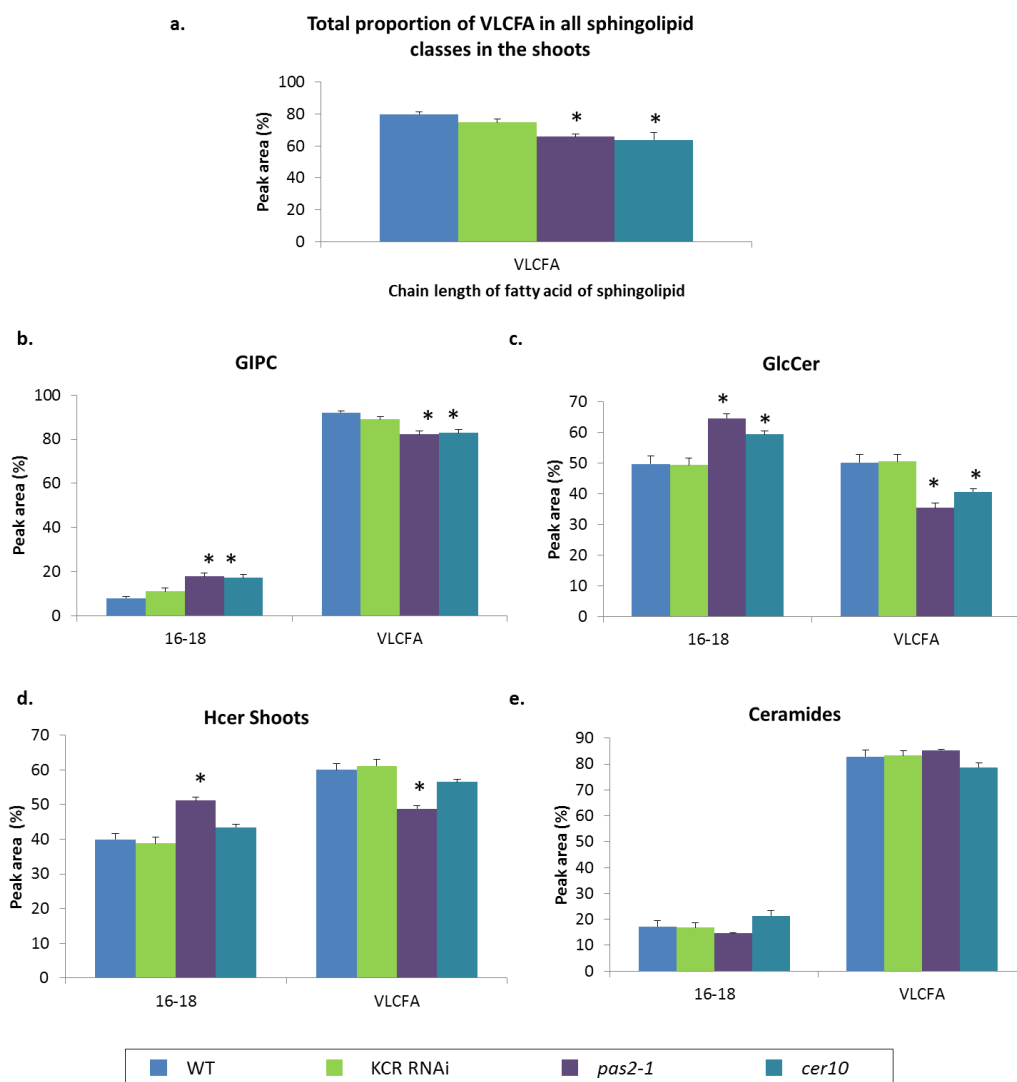 a.
Total proportion of VLCFA in all sphingolipid
classes in the shoots
100
80
60
40
20
0
Peak area (%)
* *
VLCFA
Chain length of fatty acid of sphingolipid
b.
GIPC
100
80
60
40
20
0
Peak area (%)
* *
* *
16-18
VLCFA
c.
GlcCer
70
60
50
40
30
20
10
0
Peak area (%)
* *
* *
16-18
VLCFA
d.
Hcer Shoots
70
60
50
40
30
20
10
0
Peak area (%)
*
*
16-18
VLCFA
e.
Ceramides
90
80
70
60
50
40
30
20
10
0
Peak area (%)
16-18
VLCFA
WT
KCR RNAi
pas2-1
cer10